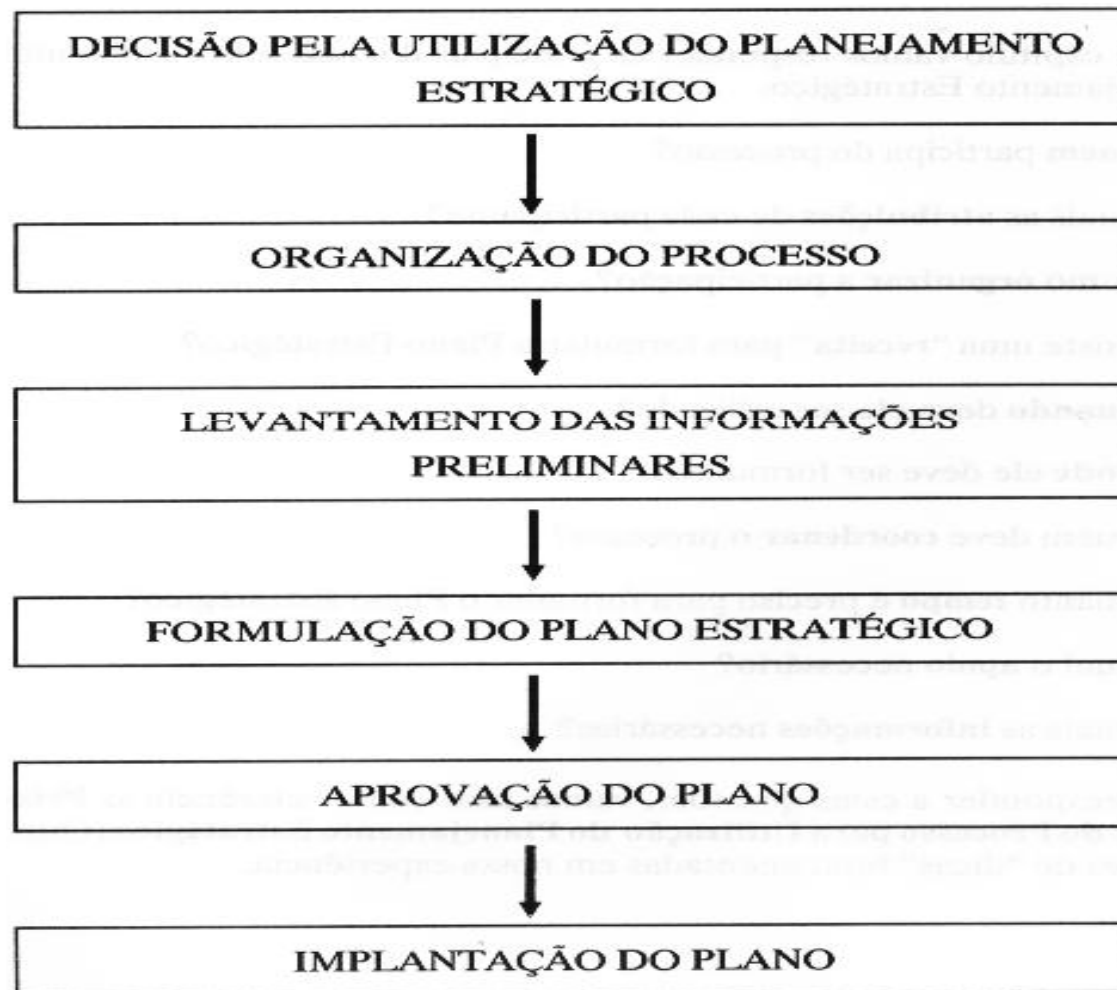 DECISÃO PELA UTILIZAÇÃO DO PLANEJAMENTO
ESTRATÉGICO
ORGANIZAÇÃO DO PROCESSO
LEVANTAMENTO DAS INFORMAÇÕES
PRELIMINARES
FORMULAÇÃO DO PLANO ESTRATÉGICO
APROVAÇÃO DO PLANO
IMPLANTAÇÃO DO PLANO